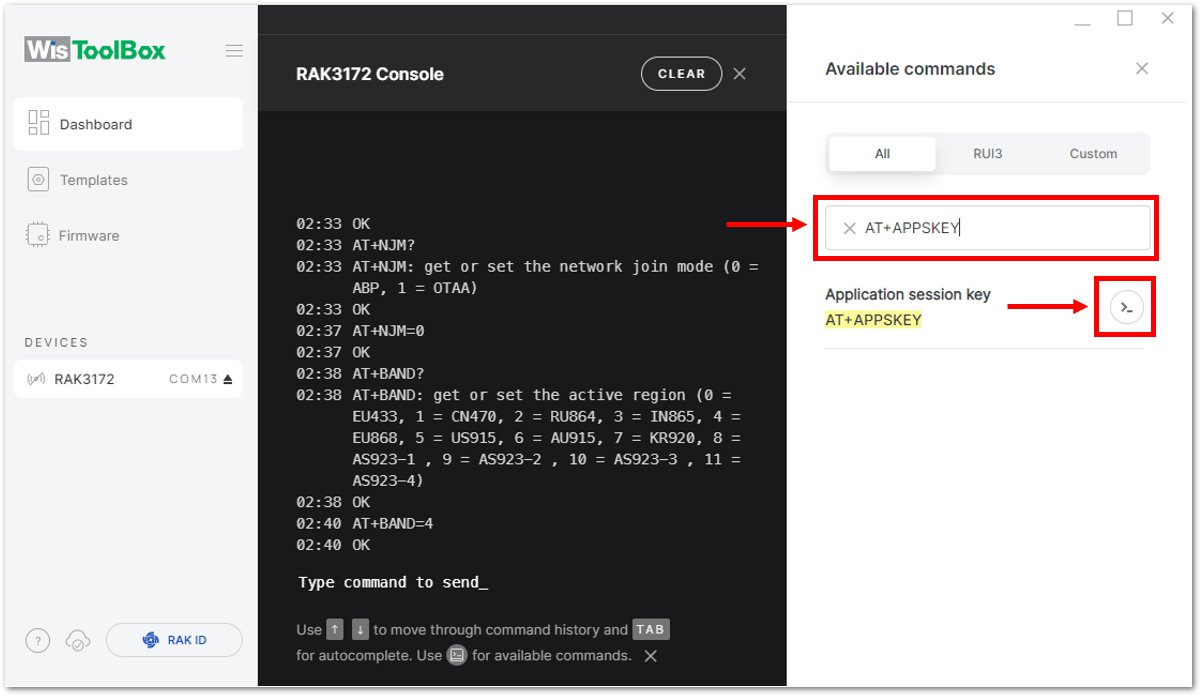 WisToolBox
Dashboard
Templates
Firmware
DEVICES
RAK3172 COM13
?
RAK ID
RAK3172 Console
CLEAR
02:33 OK
02:33 AT+NJM?
02:33 AT+NJM: get or set the network join mode (0 =
ABP, 1 = OTAA)
02:33 OK
02:37 AT+NJM=0
02:37 OK
02:38 AT+BAND?
02:38 AT+BAND: get or set the active region (0 =
EU433, 1 = CN470, 2 = RU864, 3 = IN865, 4 =
EU868, 5 = US915, 6 = AU915, 7 = KR920, 8 =
AS923-1 , 9 = AS923-2 , 10 = AS923-3 , 11 =
AS923-4)
02:38 OK
02:40 AT+BAND=4
02:40 OK
Type command to send_
Use ↑ ↓ to move through command history and TAB
for autocomplete. Use for available commands.
Available commands
All RUI3 Custom
AT+APPSKEY
Application session key
AT+APPSKEY